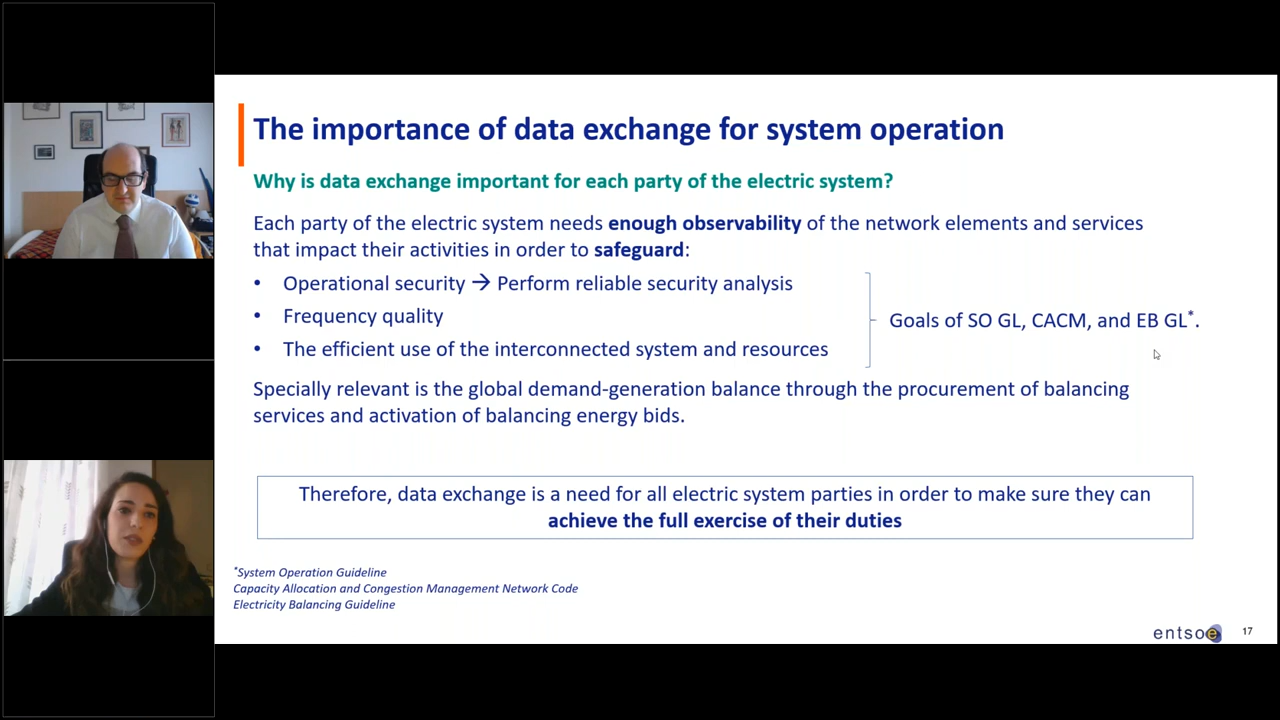 The importance of data exchange for system operation
Why is data exchange important for each party of the electric system?
Each party of the electric system needs enough observability of the network elements and services
that impact their activities in order to safeguard:
• Operational security → Perform reliable security analysis
• Frequency quality
• The efficient use of the interconnected system and resources
Goals of SO GL, CACM, and EB GL*.
Specially relevant is the global demand-generation balance through the procurement of balancing
services and activation of balancing energy bids.
Therefore, data exchange is a need for all electric system parties in order to make sure they can
achieve the full exercise of their duties
*System Operation Guideline
Capacity Allocation and Congestion Management Network Code
Electricity Balancing Guideline
entsoe
17